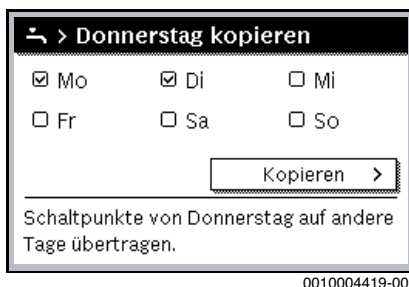 > Donnerstag kopieren
☑ Mo ☑ Di ☐ Mi
☐ Fr ☐ Sa ☐ So
Kopieren >
Schaltpunkte von Donnerstag auf andere
Tage übertragen.
0010004419-00